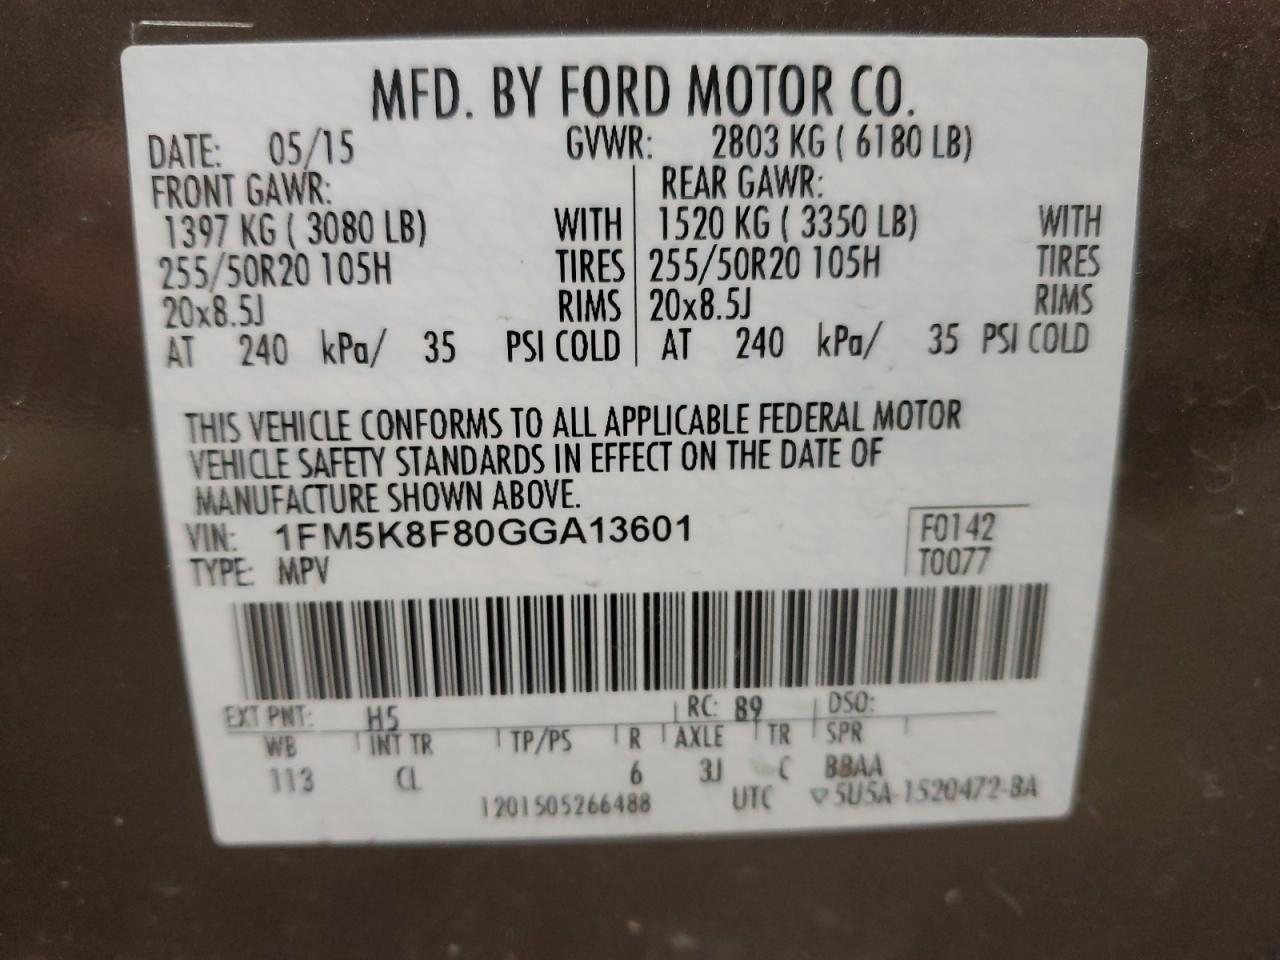 MFD. BY FORD MOTOR CO.
DATE: 05/15 GVWR: 2803 KG ( 6180 LB)
FRONT GAWR: REAR GAWR:
1397 KG ( 3080 LB) WITH 1520 KG ( 3350 LB) WITH
255/50R20 105H TIRES 255/50R20 105H TIRES
20x8.5J RIMS 20x8.5J RIMS
AT 240 kPa/ 35 PSI COLD AT 240 kPa/ 35 PSI COLD
THIS VEHICLE CONFORMS TO ALL APPLICABLE FEDERAL MOTOR
VEHICLE SAFETY STANDARDS IN EFFECT ON THE DATE OF
MANUFACTURE SHOWN ABOVE.
VIN: 1FM5K8F80GGA13601 F0142
TYPE: MPV T0077
EXT PNT: H5 RC: 89 DSO:
WB INT TR TP/PS R AXLE TR SPR
113 CL 6 3J C BBAA
1201505266488 UTC ▽5U5A-1520472-BA